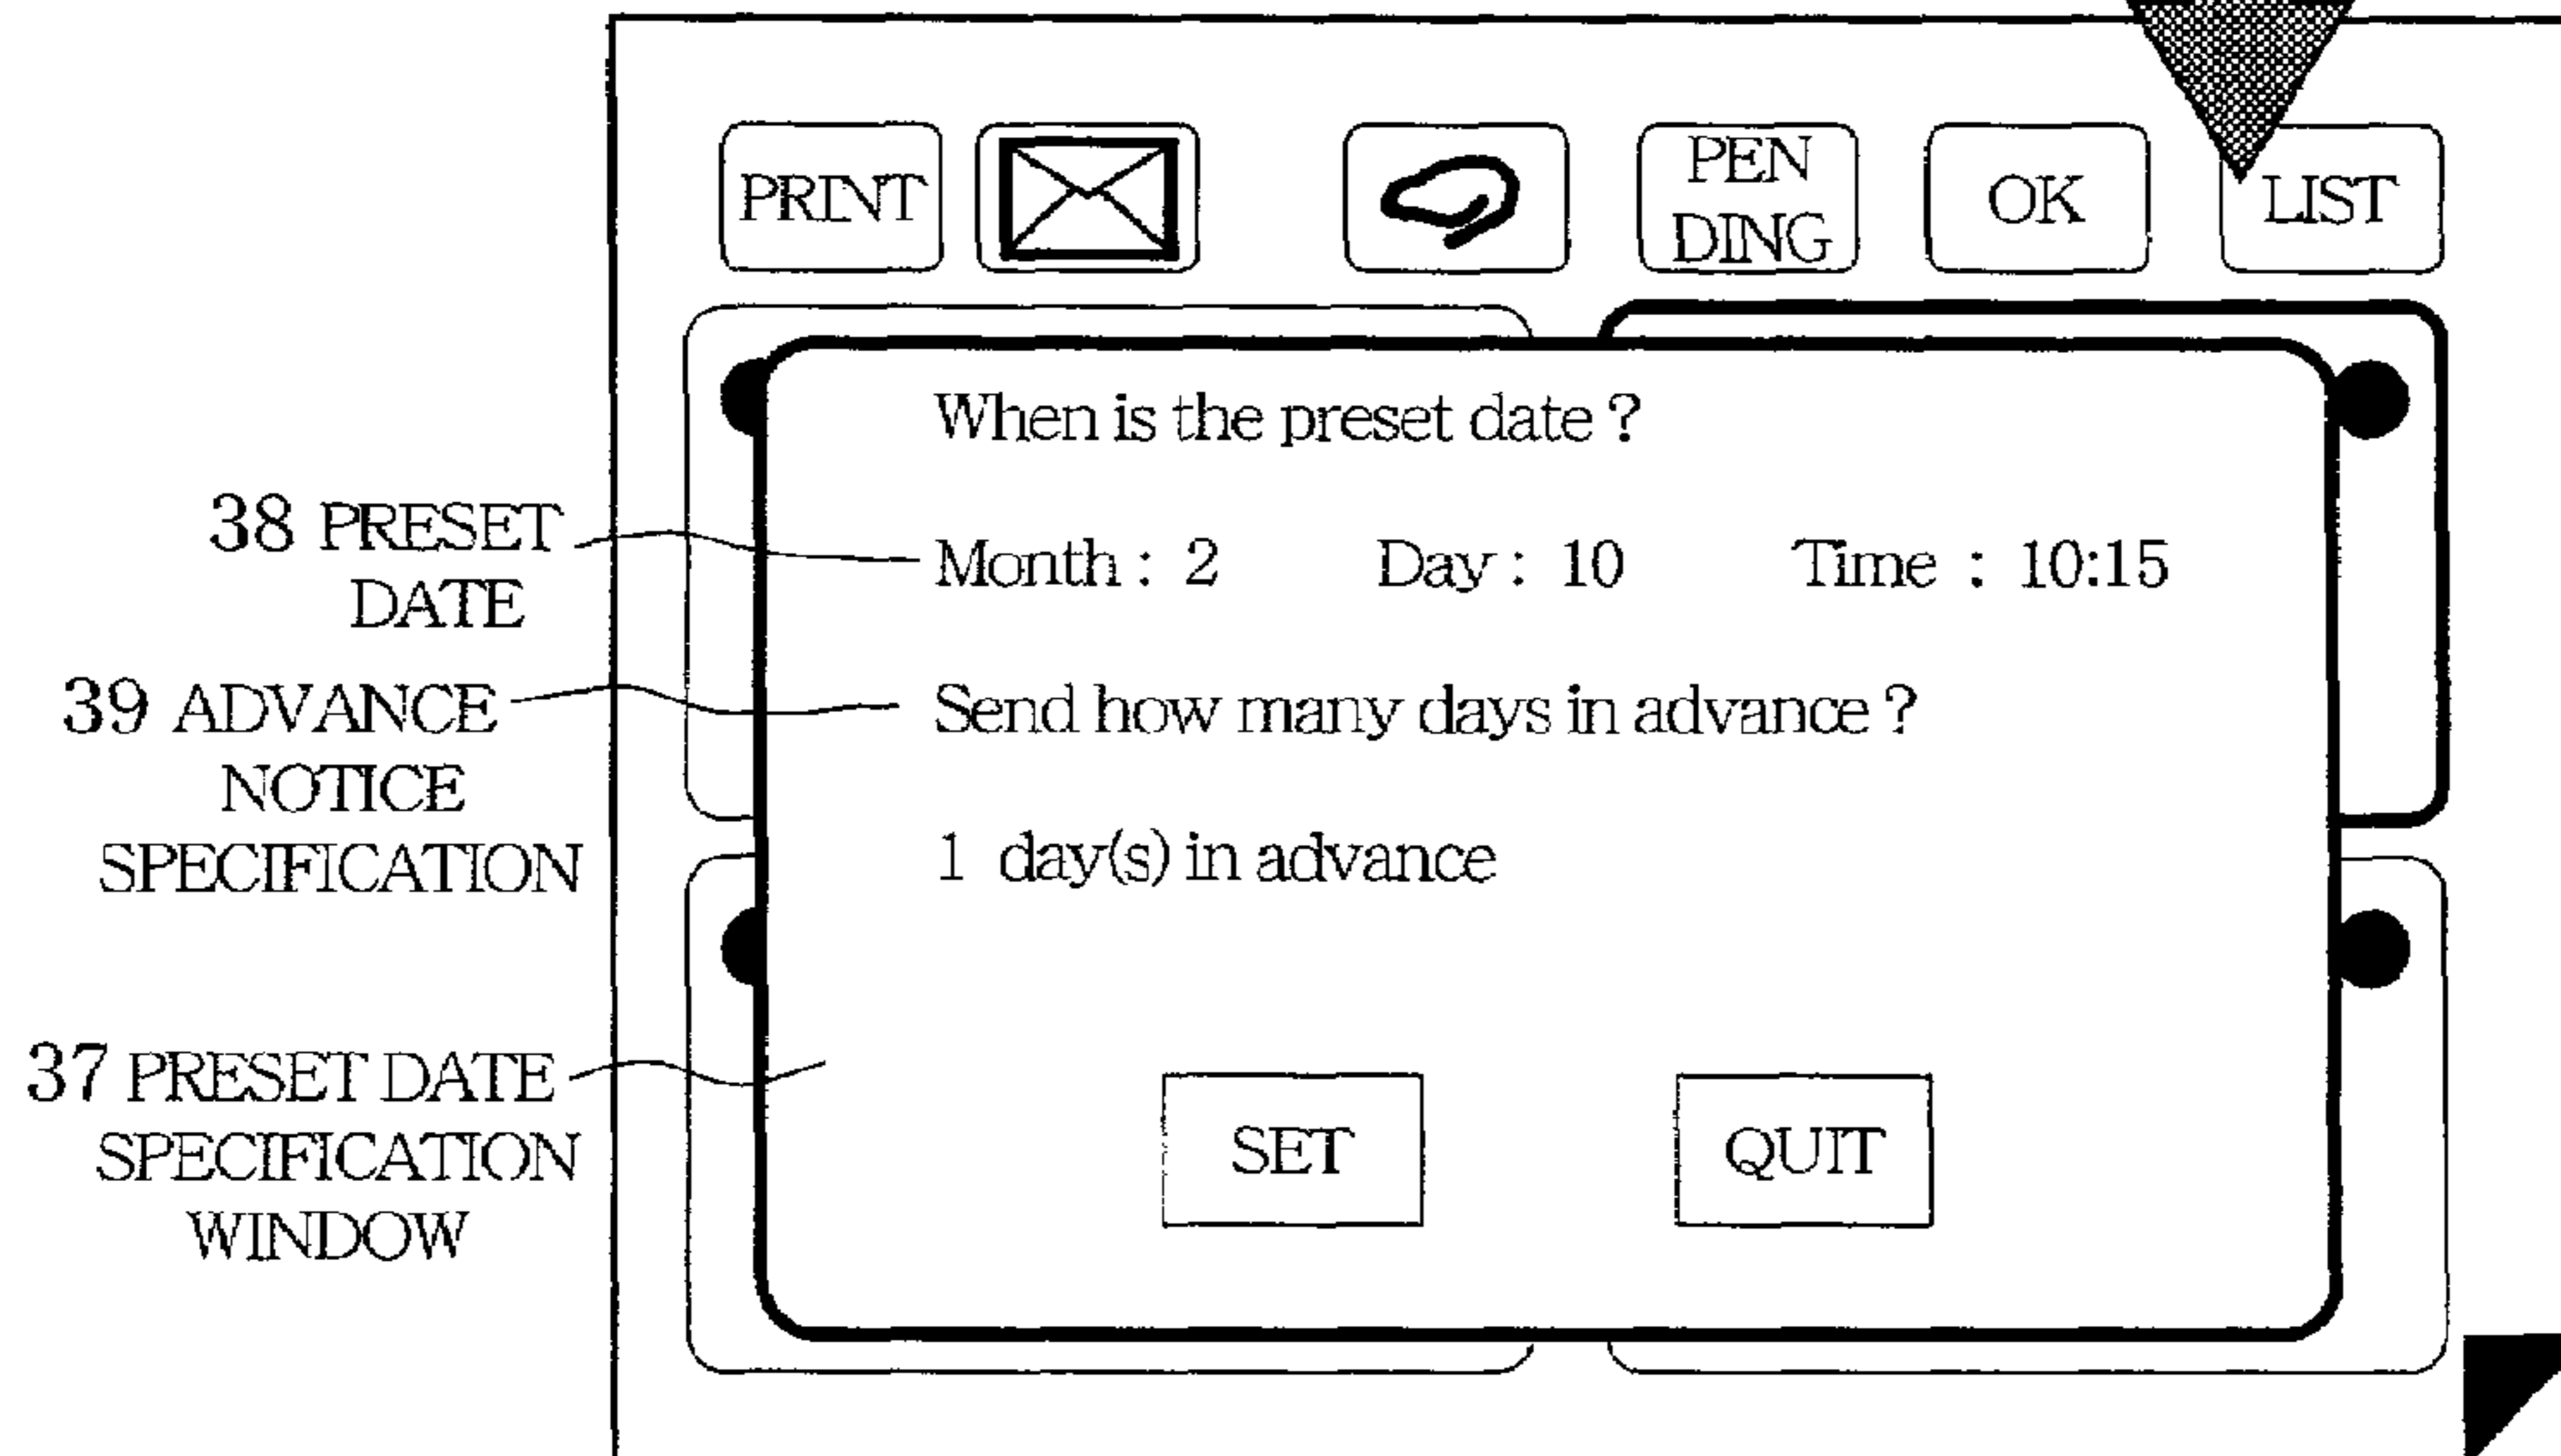 PRINT
PEN
DING
OK
LIST
When is the preset date ?
38 PRESET
DATE
Month : 2 Day : 10 Time : 10:15
39 ADVANCE
NOTICE
SPECIFICATION
Send how many days in advance ?
1 day(s) in advance
37 PRESET DATE
SPECIFICATION
WINDOW
SET
QUIT